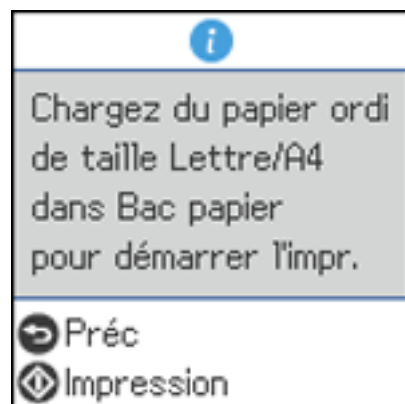 Chargez du papier ordi
de taille Lettre/A4
dans Bac papier
pour démarrer l'impr.
Préc
Impression